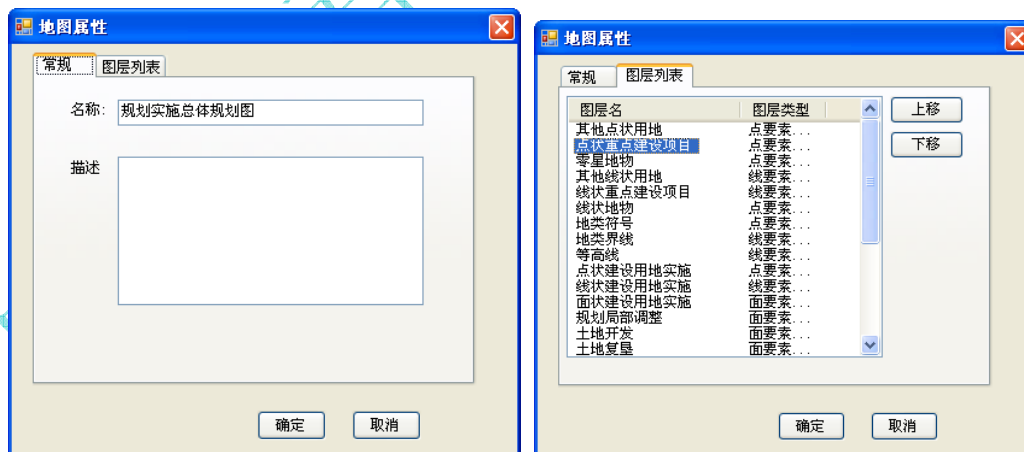 地图属性
常规 图层列表
名称: 规划实施总体规划图
描述
确定 取消
地图属性
常规 图层列表
图层名 图层类型
其他点状用地 点要素...
点状重点建设项目 点要素...
零星地物 点要素...
其他线状用地 线要素...
线状重点建设项目 线要素...
线状地物 点要素...
地类符号 点要素...
地类界线 线要素...
等高线 线要素...
点状建设用地实施 点要素...
线状建设用地实施 线要素...
面状建设用地实施 面要素...
规划局部调整 面要素...
土地开发 面要素...
土地复垦 面要素...
上移
下移
确定 取消